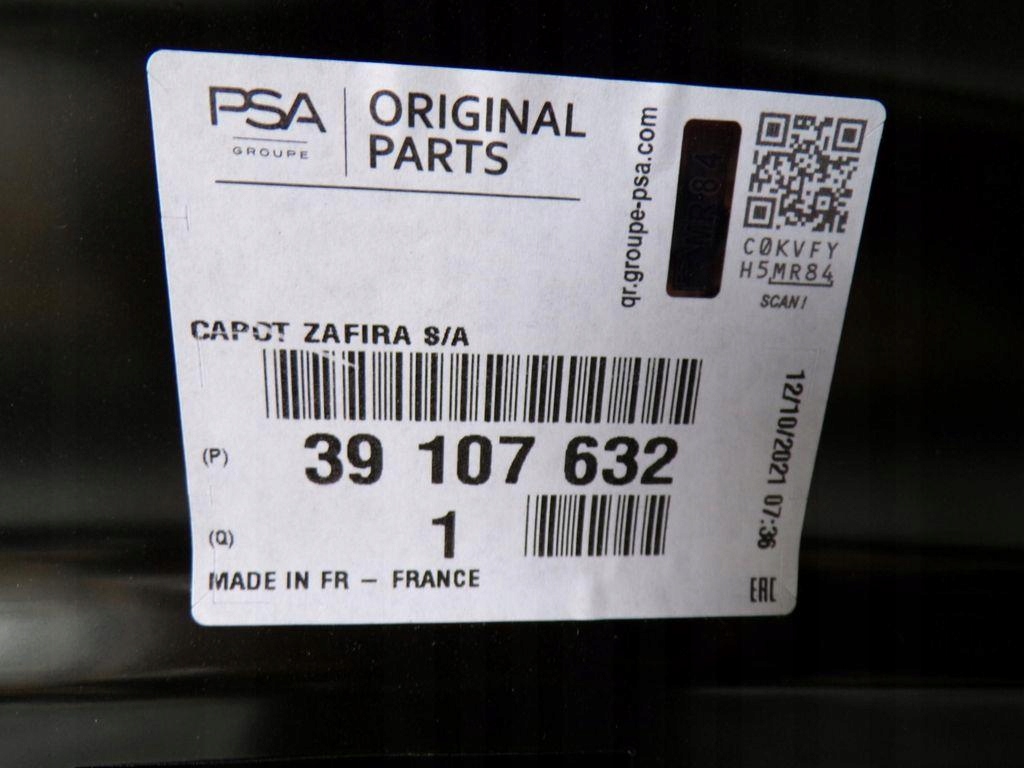 PSA
GROUPE
ORIGINAL
PARTS
qr.groupe-psa.com
MR84
C0KVFY
H5MR84
SCAN!
CAPOT ZAFIRA S/A
(P) 39 107 632
(Q) 1
MADE IN FR – FRANCE
12/10/2021 07:36
EAC